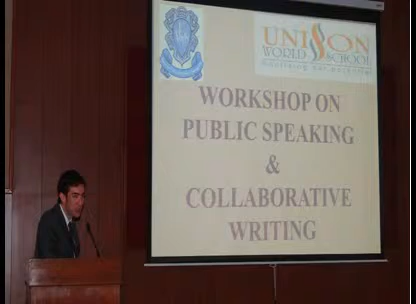 UNISON
WORLD SCHOOL
WORKSHOP ON
PUBLIC SPEAKING
&
COLLABORATIVE
WRITING